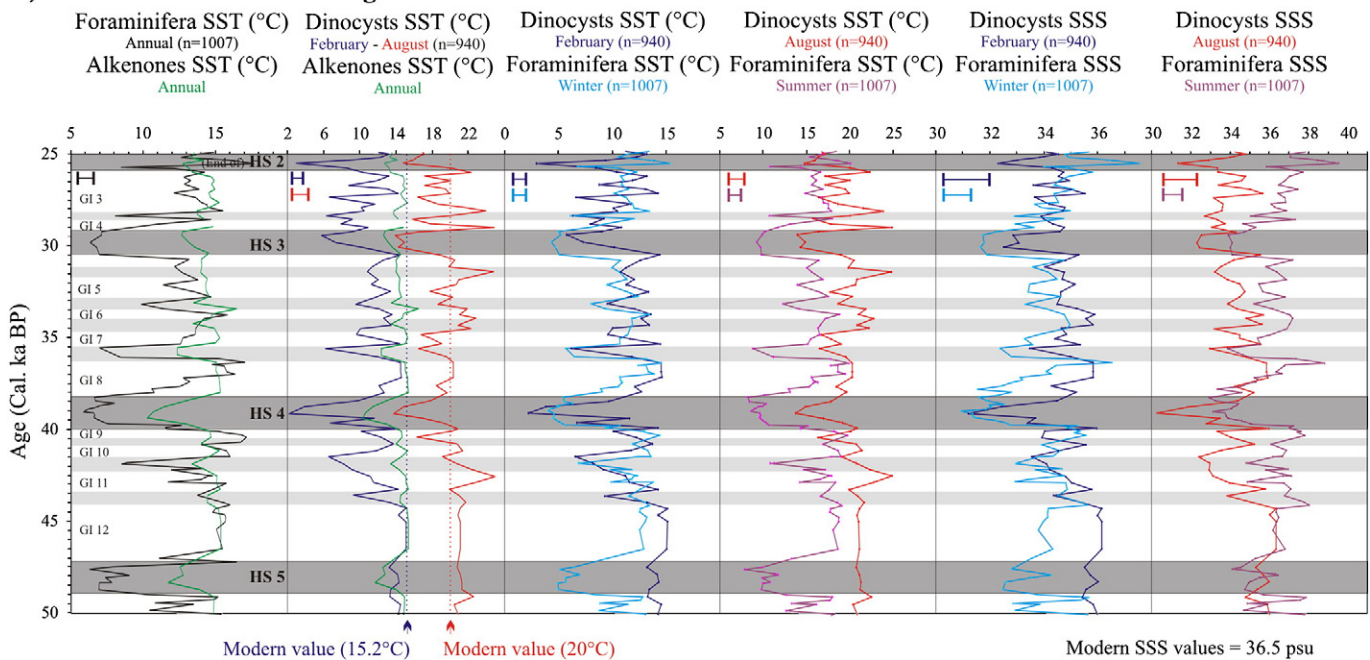 Foraminifera SST (°C) Dinocysts SST (°C) Dinocysts SST (°C) Dinocysts SST (°C) Dinocysts SSS Dinocysts SSS
Annual (n=1007) February - August (n=940) February (n=940) August (n=940) February (n=940) August (n=940)
Alkenones SST (°C) Alkenones SST (°C) Foraminifera SST (°C) Foraminifera SST (°C) Foraminifera SSS Foraminifera SSS
Annual Annual Winter (n=1007) Summer (n=1007) Winter (n=1007) Summer (n=1007)
5 10 15 2 6 10 14 18 22 0 5 10 15 5 10 15 20 25 30 32 34 36 30 32 34 36 38 40
25
(End of) HS 2
GI 3
GI 4
30
HS 3
GI 5
GI 6
35
GI 7
GI 8
HS 4
40
GI 9
GI 10
GI 11
45
GI 12
HS 5
50
Age (Cal. ka BP)
Modern value (15.2°C) Modern value (20°C) Modern SSS values = 36.5 psu